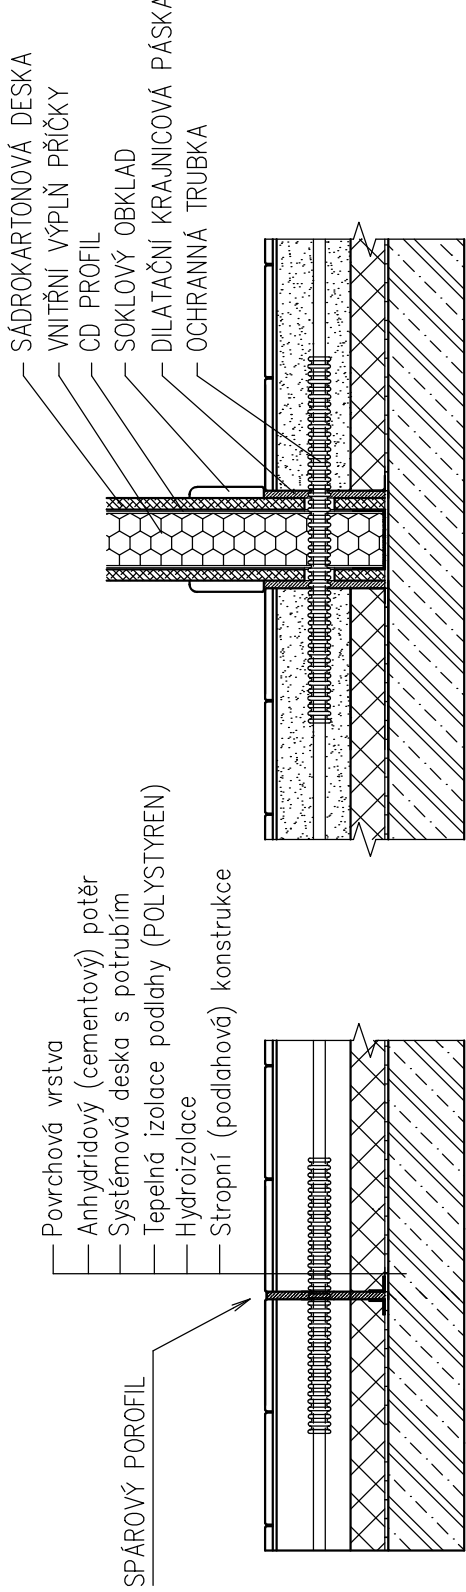 SÁDROKARTONOVÁ DESKA
VNITŘNÍ VÝPLŇ PŘÍČKY
CD PROFIL
SOKLOVÝ OBKLAD
DILATAČNÍ KRAJNICOVÁ PÁSKA
OCHRANNÁ TRUBKA
Povrchová vrstva
Anhydridový (cementový) potěr
Systémová deska s potrubím
Tepelná izolace podlahy (POLYSTYREN)
Hydroizolace
Stropní (podlahová) konstrukce
SPÁROVÝ POROFIL